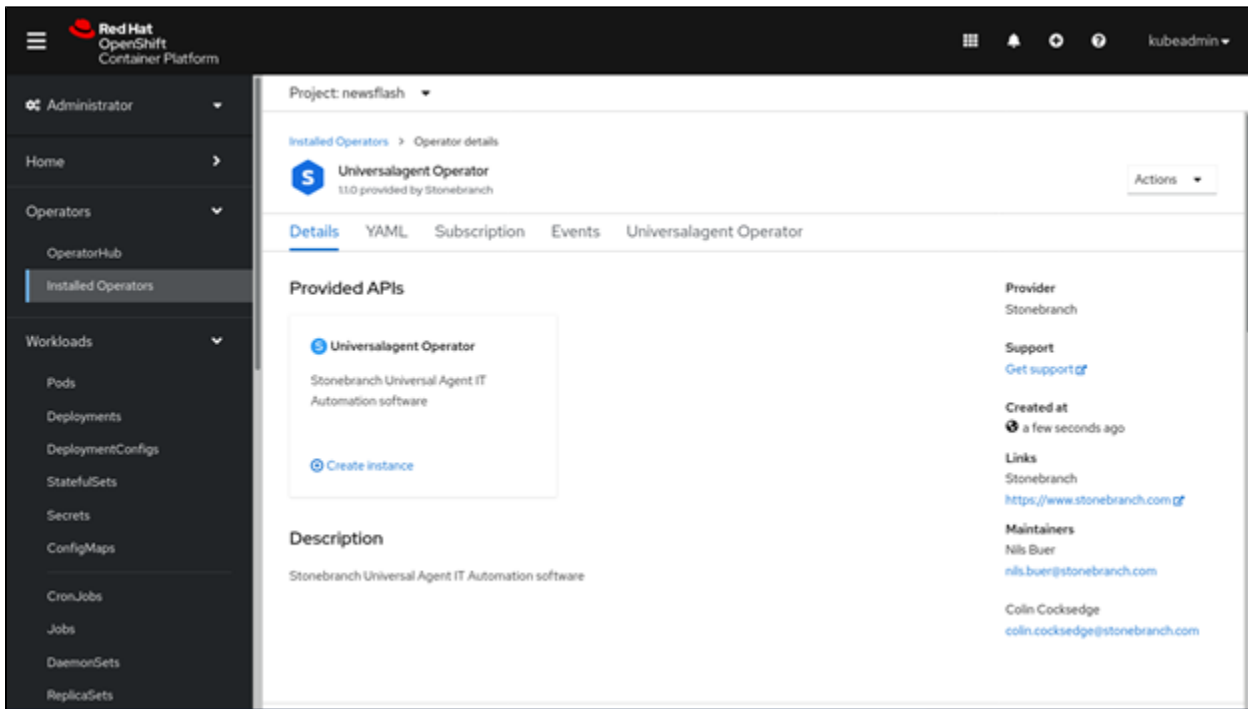 Red Hat
OpenShift
Container Platform
kubeadmin
Administrator
Home
Operators
OperatorHub
Installed Operators
Workloads
Pods
Deployments
DeploymentConfigs
StatefulSets
Secrets
ConfigMaps
CronJobs
Jobs
DaemonSets
ReplicaSets
Project: newsflash
Installed Operators > Operator details
S
Universalagent Operator
1.1.0 provided by Stonebranch
Actions
Details YAML Subscription Events Universalagent Operator
Provided APIs
S Universalagent Operator
Stonebranch Universal Agent IT
Automation software
Create instance
Description
Stonebranch Universal Agent IT Automation software
Provider
Stonebranch
Support
Get support
Created at
a few seconds ago
Links
Stonebranch
https://www.stonebranch.com
Maintainers
Nils Buer
nils.buer@stonebranch.com
Colin Cocksedge
colin.cocksedge@stonebranch.com